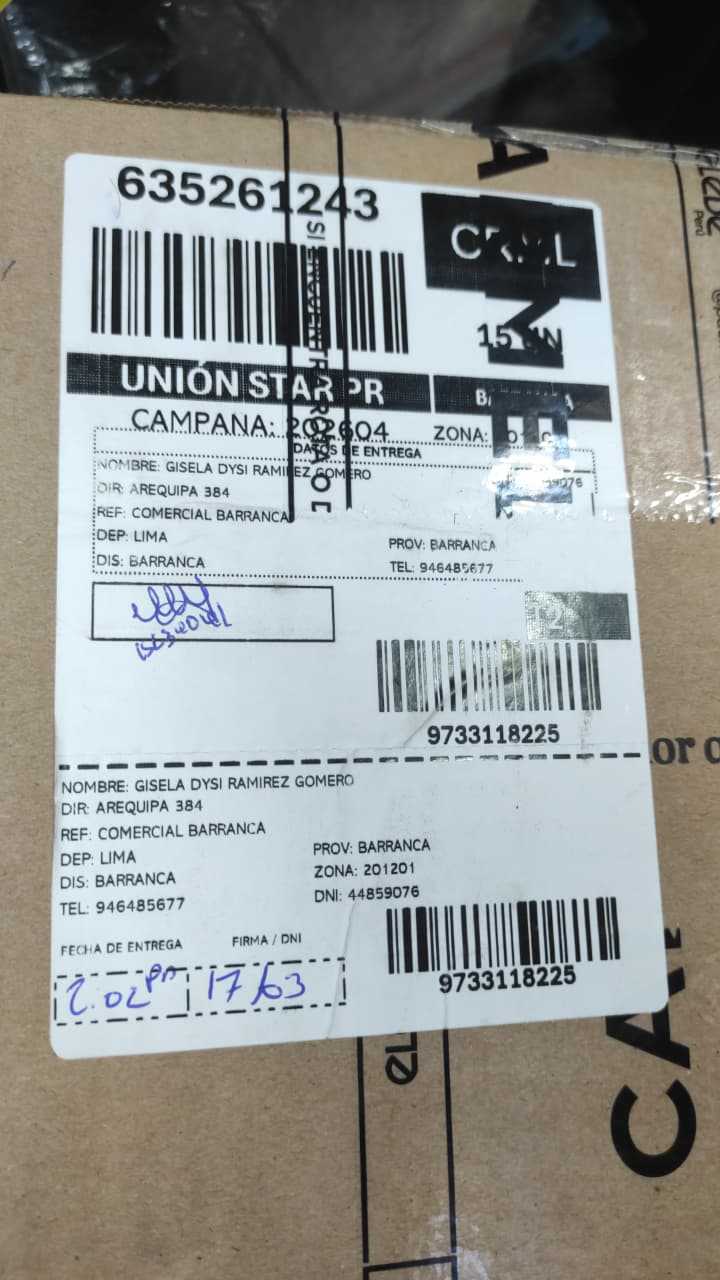 635261243
15
UNIÓN STAR PR
CAMPANA: 202604 ZONA:
DATOS DE ENTREGA
NOMBRE: GISELA DYSI RAMIREZ GOMERO
DIR: AREQUIPA 384
REF: COMERCIAL BARRANCA
DEP: LIMA PROV: BARRANCA
DIS: BARRANCA TEL: 946485677
T2
9733118225
NOMBRE: GISELA DYSI RAMIREZ GOMERO
DIR: AREQUIPA 384
REF: COMERCIAL BARRANCA
DEP: LIMA PROV: BARRANCA
DIS: BARRANCA ZONA: 201201
TEL: 946485677 DNI: 44859076
FECHA DE ENTREGA FIRMA / DNI
2:02 pm 17/03
9733118225
or